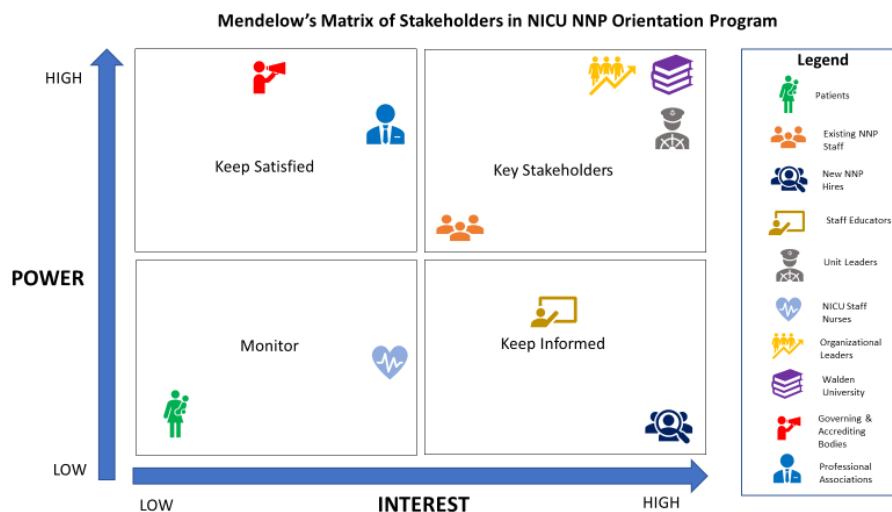 Mendelow’s Matrix of Stakeholders in NICU NNP Orientation Program
HIGH
Keep Satisfied
Key Stakeholders
POWER
Monitor
Keep Informed
LOW
LOW
INTEREST
HIGH
Legend
Patients
Existing NNP
Staff
New NNP
Hires
Staff Educators
Unit Leaders
NICU Staff
Nurses
Organizational
Leaders
Walden
University
Governing &
Accrediting
Bodies
Professional
Associations